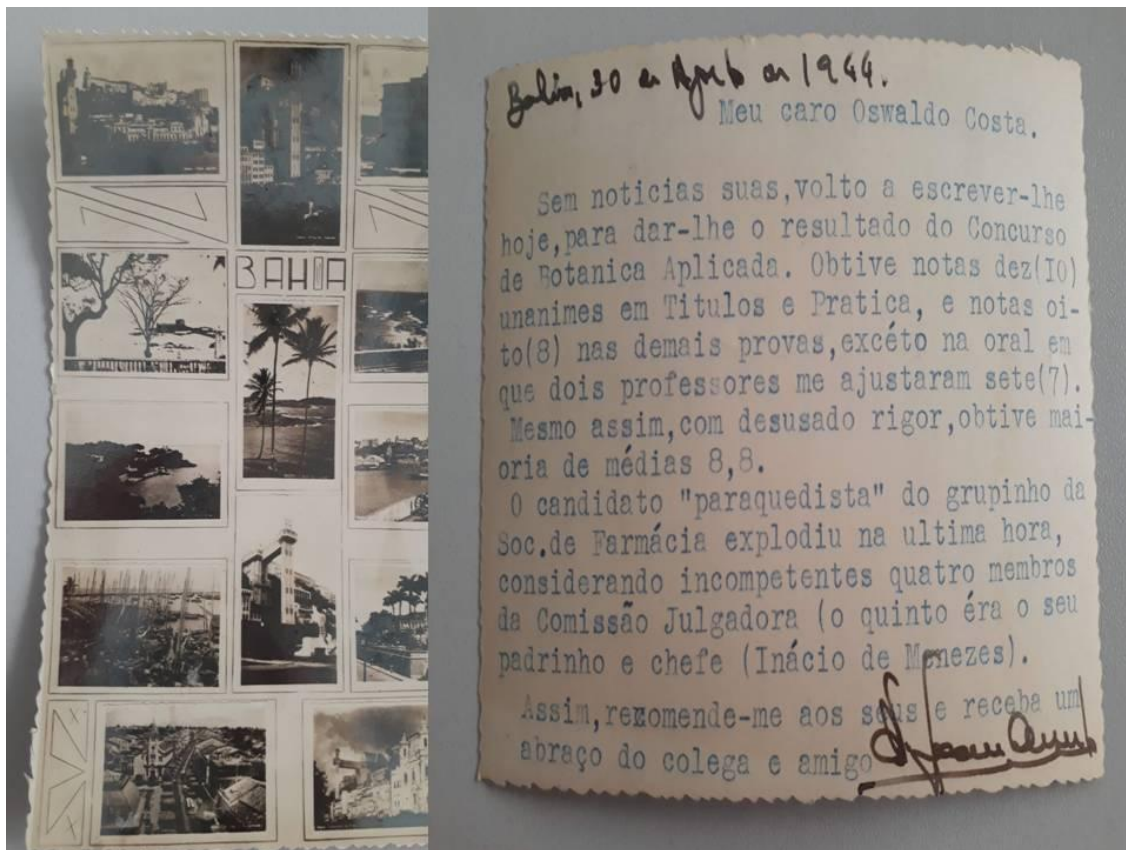 BAHIA
Bahia, 30 de Agosto de 1944.
Meu caro Oswaldo Costa.
Sem noticias suas,volto a escrever-lhe
hoje,para dar-lhe o resultado do Concurso
de Botanica Aplicada. Obtive notas dez(I0)
unanimes em Titulos e Pratica, e notas oi-
to(8) nas demais provas,excéto na oral em
que dois professores me ajustaram sete(7).
Mesmo assim,com desusado rigor,obtive mai-
oria de médias 8,8.
O candidato "paraquedista" do grupinho da
Soc.de Farmácia explodiu na ultima hora,
considerando incompetentes quatro membros
da Comissão Julgadora (o quinto éra o seu
padrinho e chefe (Inácio de Menezes).
Assim,recomende-me aos seus e receba um
abraço do colega e amigo